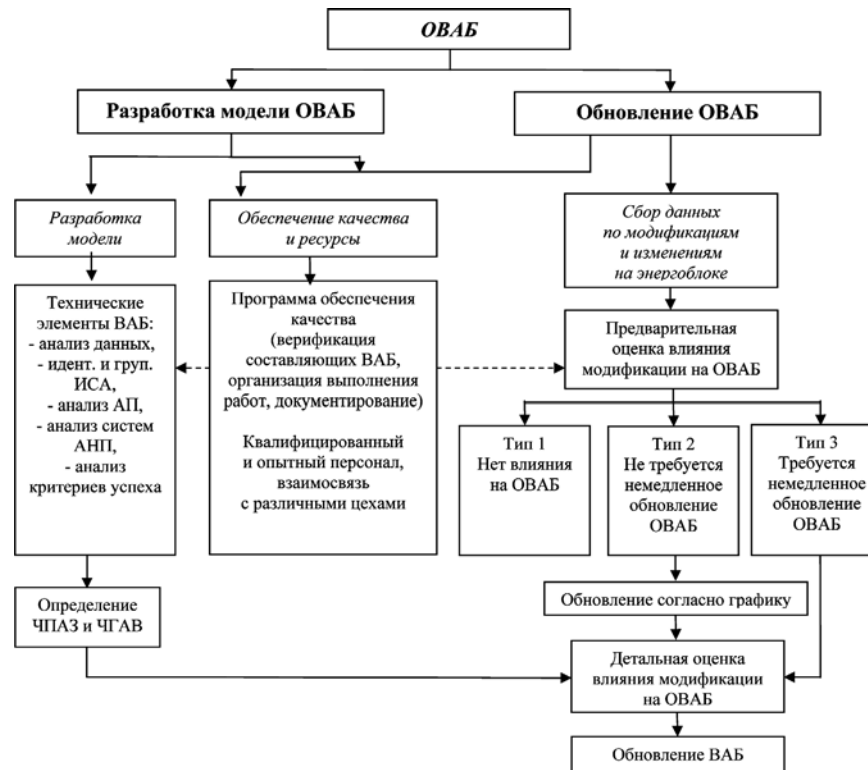 ОВАБ
Разработка модели ОВАБ
Обновление ОВАБ
Разработка
модели
Обеспечение качества
и ресурсы
Сбор данных
по модификациям
и изменениям
на энергоблоке
Технические
элементы ВАБ:
- анализ данных,
- идент. и груп.
ИСА,
- анализ АП,
- анализ систем
АНП,
- анализ
критериев успеха
Программа обеспечения
качества
(верификация
составляющих ВАБ,
организация выполнения
работ, документирование)
Квалифицированный
и опытный персонал,
взаимосвязь
с различными цехами
Предварительная
оценка влияния
модификации на ОВАБ
Тип 1
Нет влияния
на ОВАБ
Тип 2
Не требуется
немедленное
обновление
ОВАБ
Тип 3
Требуется
немедленное
обновление
ОВАБ
Определение
ЧПАЗ и ЧГАВ
Обновление согласно графику
Детальная оценка
влияния модификации
на ОВАБ
Обновление ВАБ